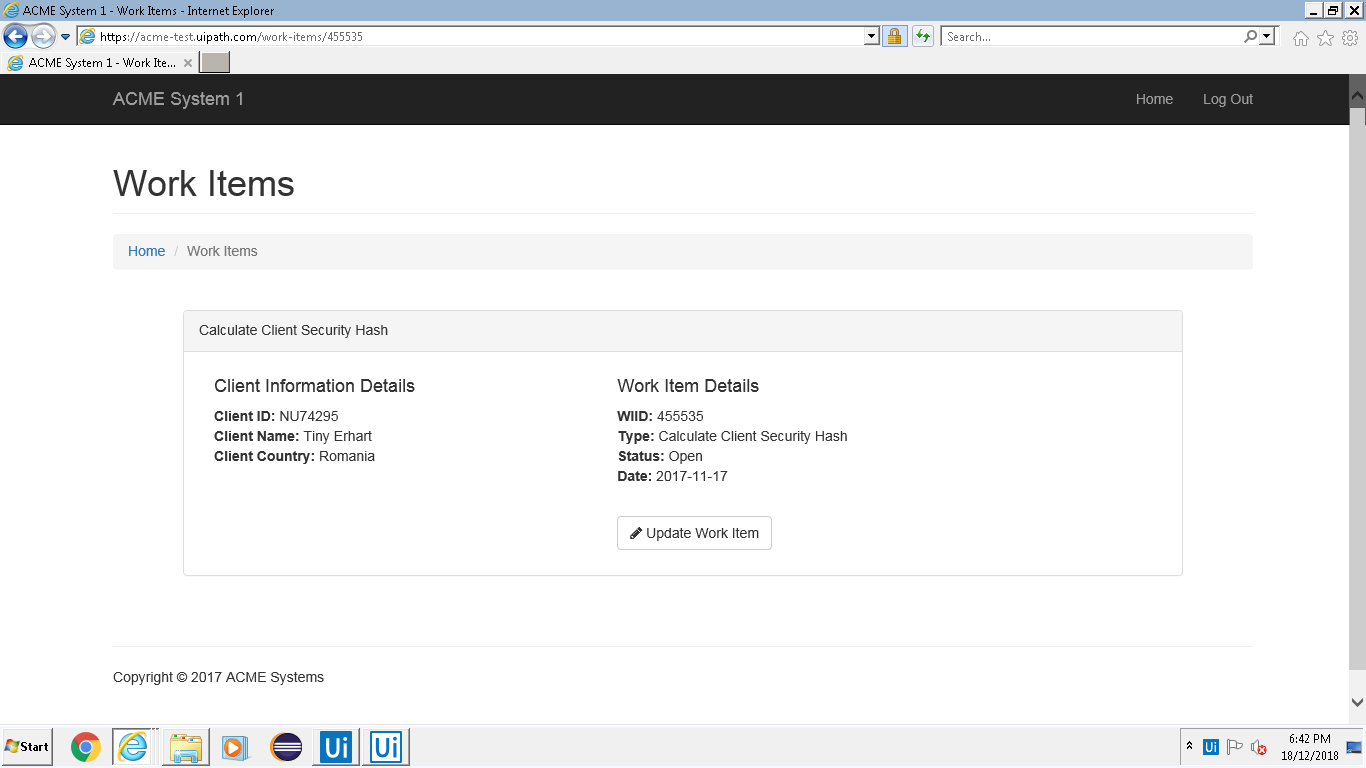 ACME System 1 - Work Items - Internet Explorer
https://acme-test.uipath.com/work-items/455535
Search...
ACME System 1 - Work Ite...
ACME System 1
Home
Log Out
Work Items
Home / Work Items
Calculate Client Security Hash
Client Information Details
Client ID: NU74295
Client Name: Tiny Erhart
Client Country: Romania
Work Item Details
WIID: 455535
Type: Calculate Client Security Hash
Status: Open
Date: 2017-11-17
Update Work Item
Copyright © 2017 ACME Systems
Start
Ui
Ui
Ui
6:42 PM
18/12/2018